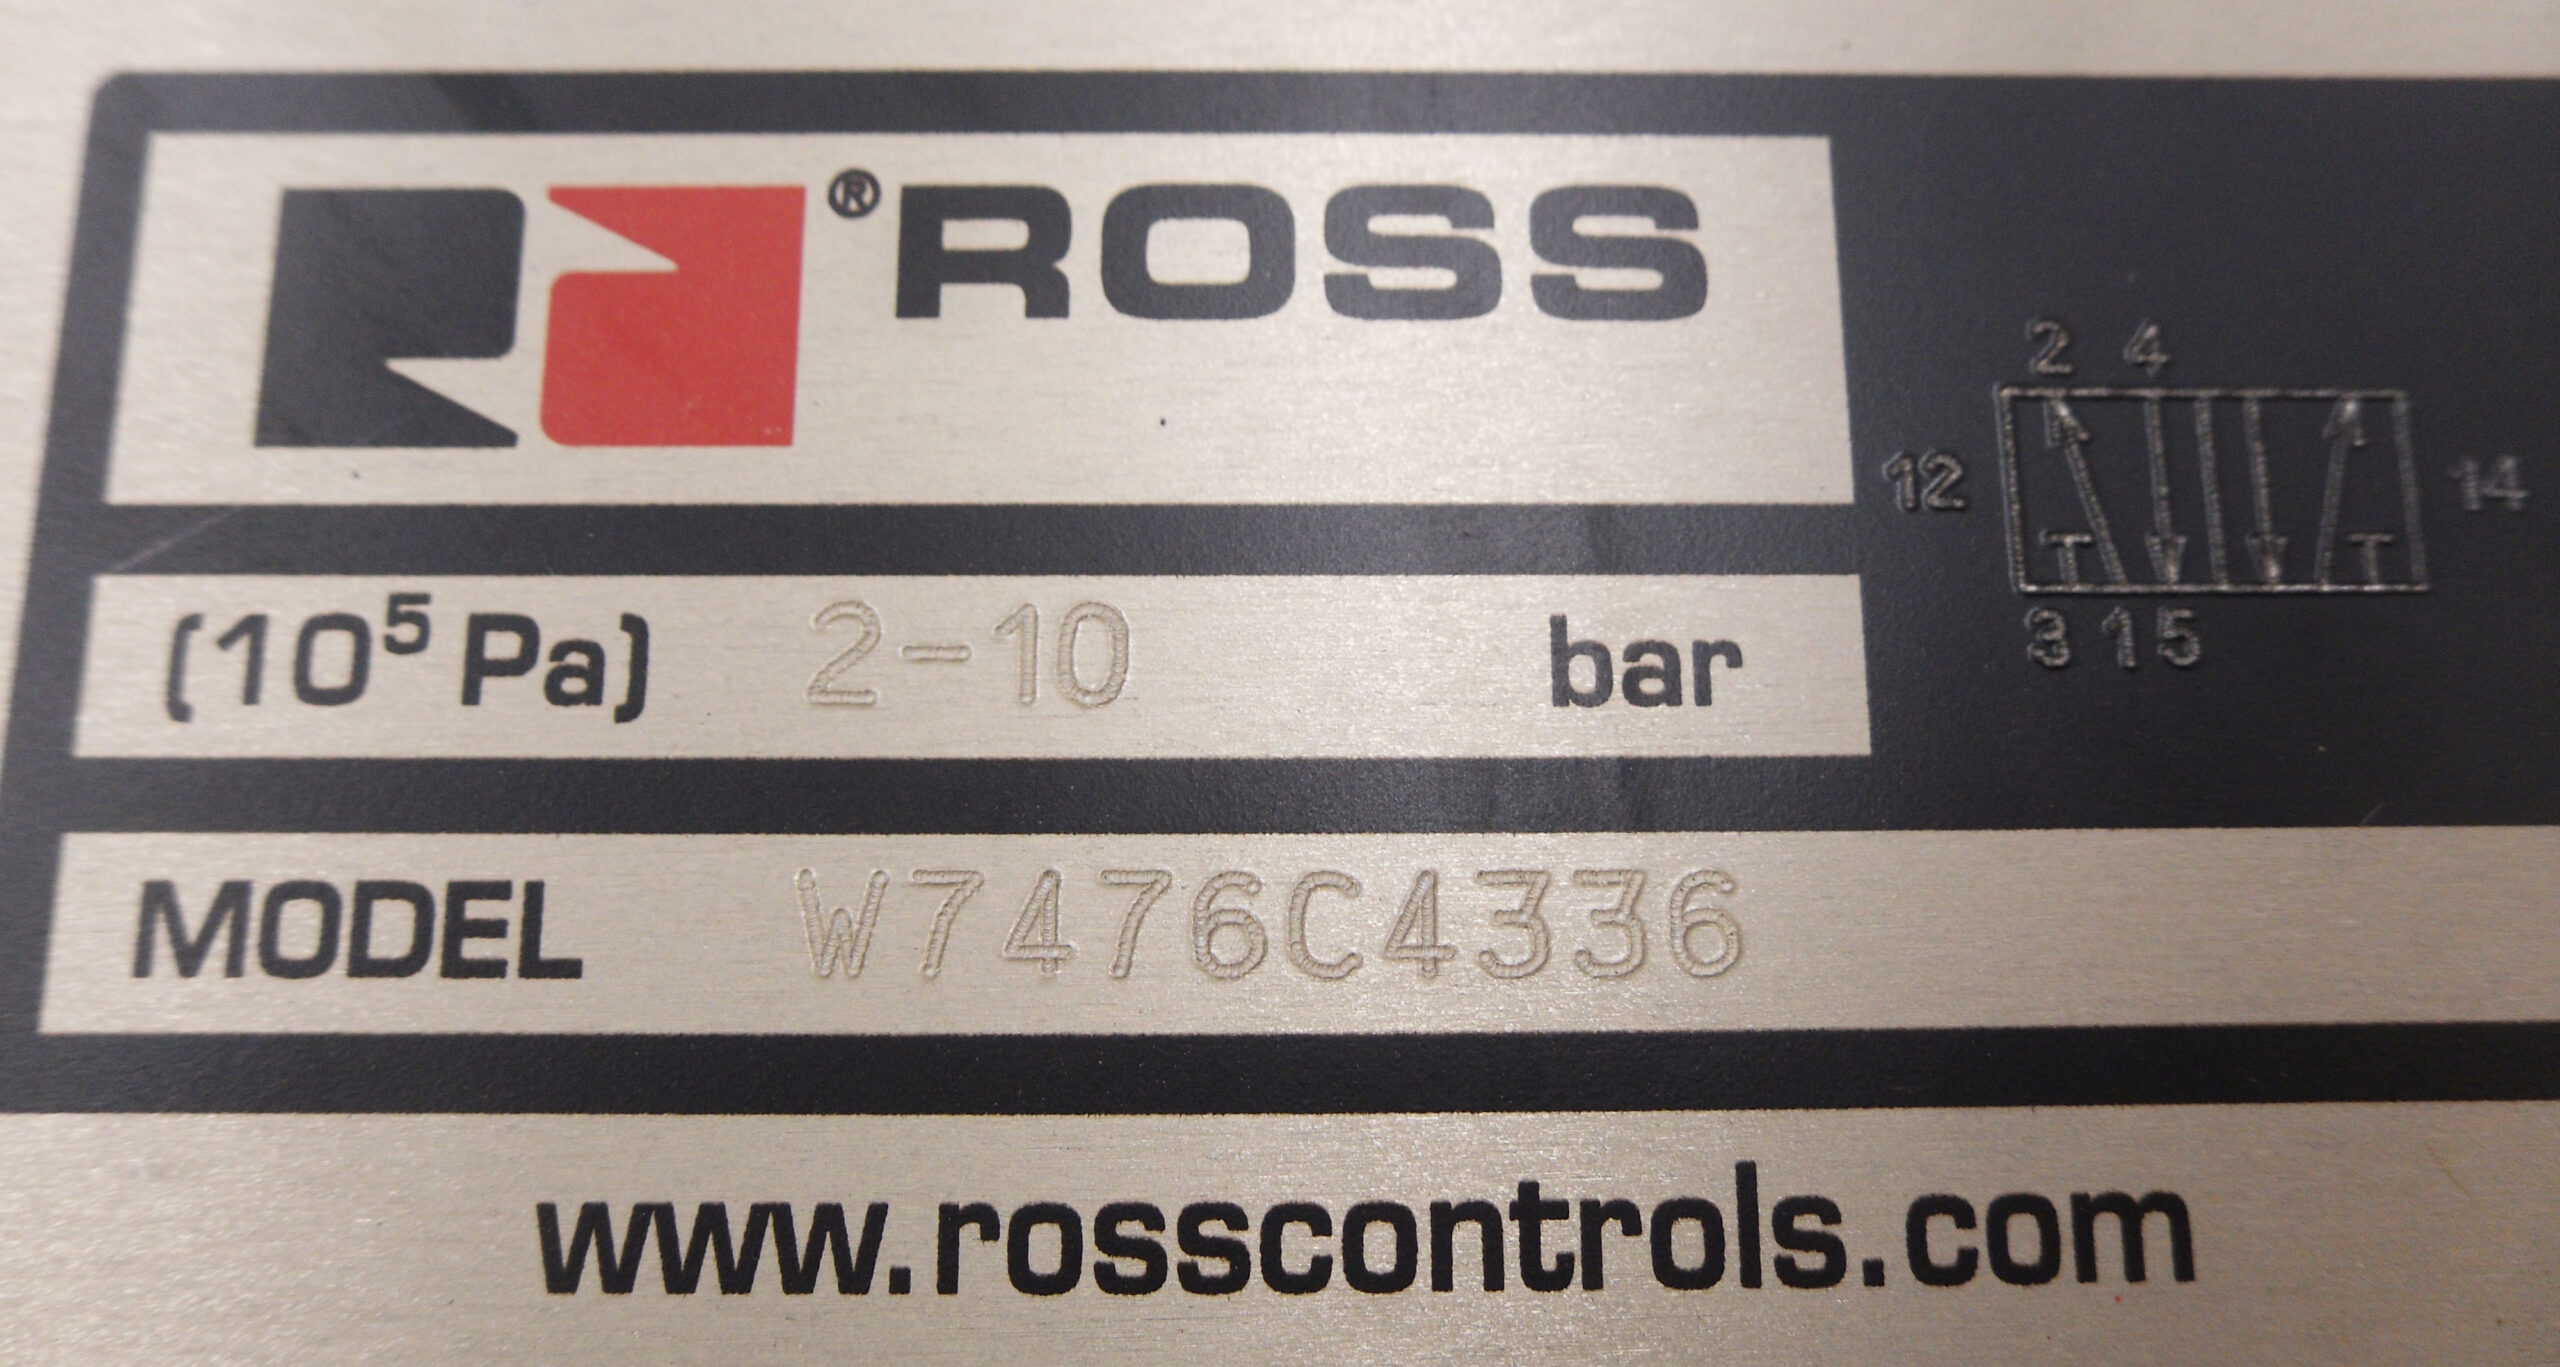 ® ROSS
2 4
12 14
3 1 5
(10⁵ Pa) 2-10 bar
MODEL W7476C4336
www.rosscontrols.com